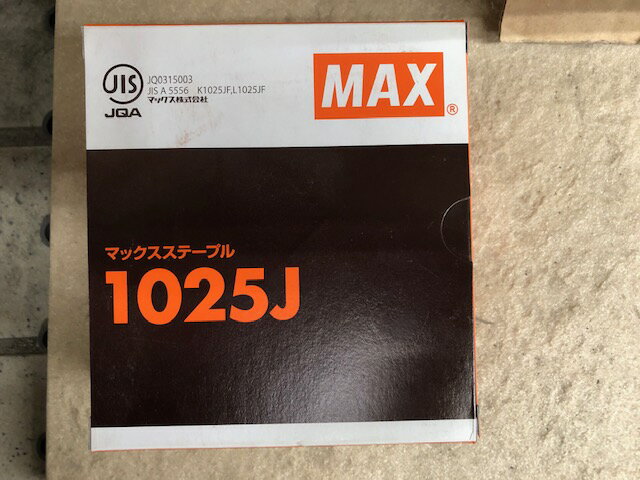 JIS
JQA
JQ0315003
JIS A 5556 K1025JF,L1025JF
マックス株式会社
MAX®
マックスステープル
1025J